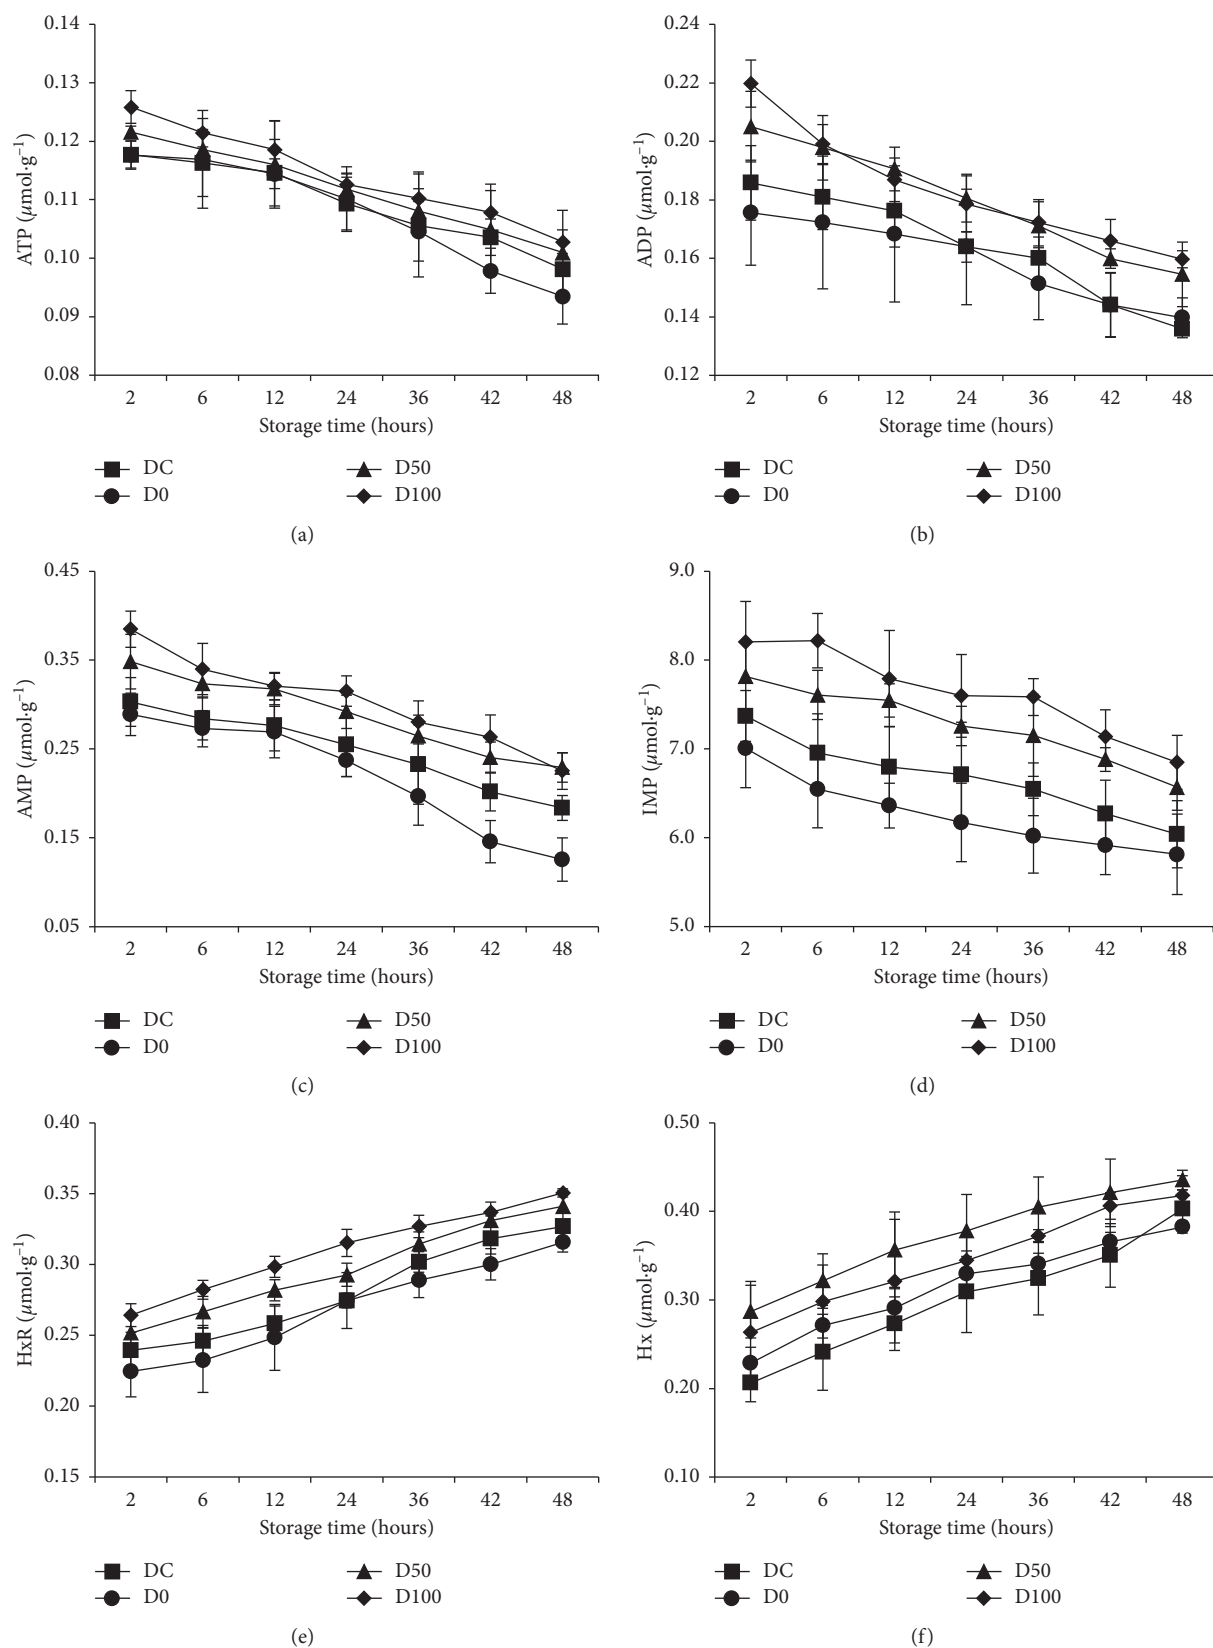 0.14
0.13
0.12
0.11
0.10
0.09
0.08
ATP (μmol·g⁻¹)
2 6 12 24 36 42 48
Storage time (hours)
DC D50
D0 D100
(a)
0.24
0.22
0.20
0.18
0.16
0.14
0.12
ADP (μmol·g⁻¹)
2 6 12 24 36 42 48
Storage time (hours)
DC D50
D0 D100
(b)
0.45
0.35
0.25
0.15
0.05
AMP (μmol·g⁻¹)
2 6 12 24 36 42 48
Storage time (hours)
DC D50
D0 D100
(c)
9.0
8.0
7.0
6.0
5.0
IMP (μmol·g⁻¹)
2 6 12 24 36 42 48
Storage time (hours)
DC D50
D0 D100
(d)
0.40
0.35
0.30
0.25
0.20
0.15
HxR (μmol·g⁻¹)
2 6 12 24 36 42 48
Storage time (hours)
DC D50
D0 D100
(e)
0.50
0.40
0.30
0.20
0.10
Hx (μmol·g⁻¹)
2 6 12 24 36 42 48
Storage time (hours)
DC D50
D0 D100
(f)